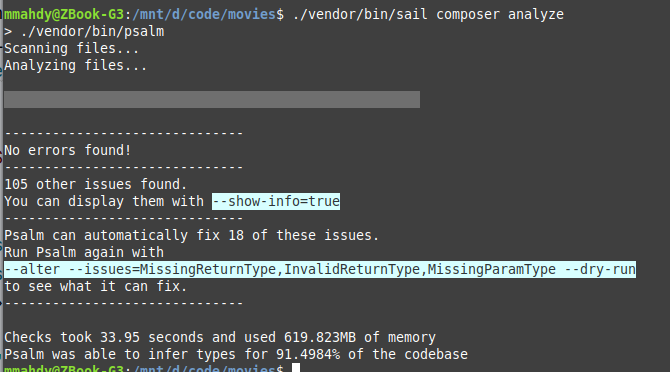 mmahdy@ZBook-G3:/mnt/d/code/movies$ ./vendor/bin/sail composer analyze
> ./vendor/bin/psalm
Scanning files...
Analyzing files...
------------------------------
No errors found!
------------------------------
105 other issues found.
You can display them with --show-info=true
------------------------------
Psalm can automatically fix 18 of these issues.
Run Psalm again with
--alter --issues=MissingReturnType,InvalidReturnType,MissingParamType --dry-run
to see what it can fix.
------------------------------
Checks took 33.95 seconds and used 619.823MB of memory
Psalm was able to infer types for 91.4984% of the codebase
mmahdy@ZBook-G3:/mnt/d/code/movies$